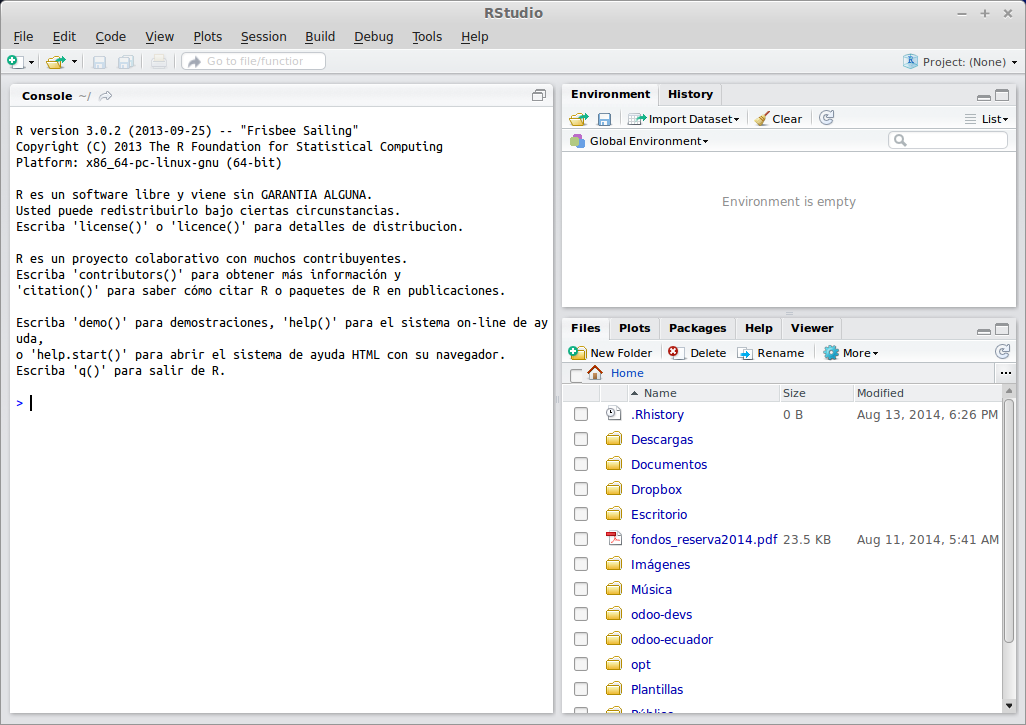 RStudio
File Edit Code View Plots Session Build Debug Tools Help
Go to file/function
Project: (None)
Console ~/
R version 3.0.2 (2013-09-25) -- "Frisbee Sailing"
Copyright (C) 2013 The R Foundation for Statistical Computing
Platform: x86_64-pc-linux-gnu (64-bit)
R es un software libre y viene sin GARANTIA ALGUNA.
Usted puede redistribuirlo bajo ciertas circunstancias.
Escriba 'license()' o 'licence()' para detalles de distribucion.
R es un proyecto colaborativo con muchos contribuyentes.
Escriba 'contributors()' para obtener más información y
'citation()' para saber cómo citar R o paquetes de R en publicaciones.
Escriba 'demo()' para demostraciones, 'help()' para el sistema on-line de ay
uda,
o 'help.start()' para abrir el sistema de ayuda HTML con su navegador.
Escriba 'q()' para salir de R.
>
Environment History
Import Dataset Clear List
Global Environment
Environment is empty
Files Plots Packages Help Viewer
New Folder Delete Rename More
Home ...
Name Size Modified
.Rhistory 0 B Aug 13, 2014, 6:26 PM
Descargas
Documentos
Dropbox
Escritorio
fondos_reserva2014.pdf 23.5 KB Aug 11, 2014, 5:41 AM
Imágenes
Música
odoo-devs
odoo-ecuador
opt
Plantillas
Público